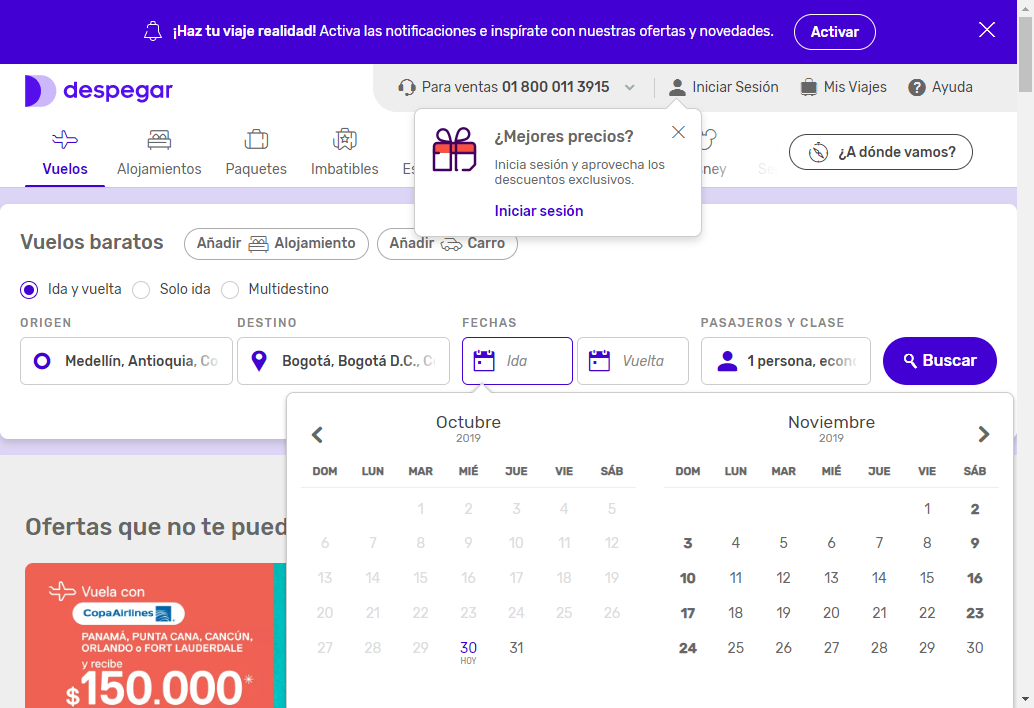 ¡Haz tu viaje realidad! Activa las notificaciones e inspírate con nuestras ofertas y novedades.
Activar
despegar
Para ventas 01 800 011 3915
Iniciar Sesión
Mis Viajes
Ayuda
Vuelos
Alojamientos
Paquetes
Imbatibles
¿A dónde vamos?
¿Mejores precios?
Inicia sesión y aprovecha los
descuentos exclusivos.
Iniciar sesión
Vuelos baratos
Añadir Alojamiento
Añadir Carro
Ida y vuelta
Solo ida
Multidestino
ORIGEN
DESTINO
FECHAS
PASAJEROS Y CLASE
Medellín, Antioquia, Co
Bogotá, Bogotá D.C., C
Ida
Vuelta
1 persona, econ
Buscar
Octubre
2019
DOM LUN MAR MIÉ JUE VIE SÁB
1 2 3 4 5
6 7 8 9 10 11 12
13 14 15 16 17 18 19
20 21 22 23 24 25 26
27 28 29 30 31
HOY
Noviembre
2019
DOM LUN MAR MIÉ JUE VIE SÁB
1 2
3 4 5 6 7 8 9
10 11 12 13 14 15 16
17 18 19 20 21 22 23
24 25 26 27 28 29 30
Ofertas que no te pued
Vuela con
CopaAirlines
PANAMÁ, PUNTA CANA, CANCÚN,
ORLANDO o FORT LAUDERDALE
y recibe
$150.000*